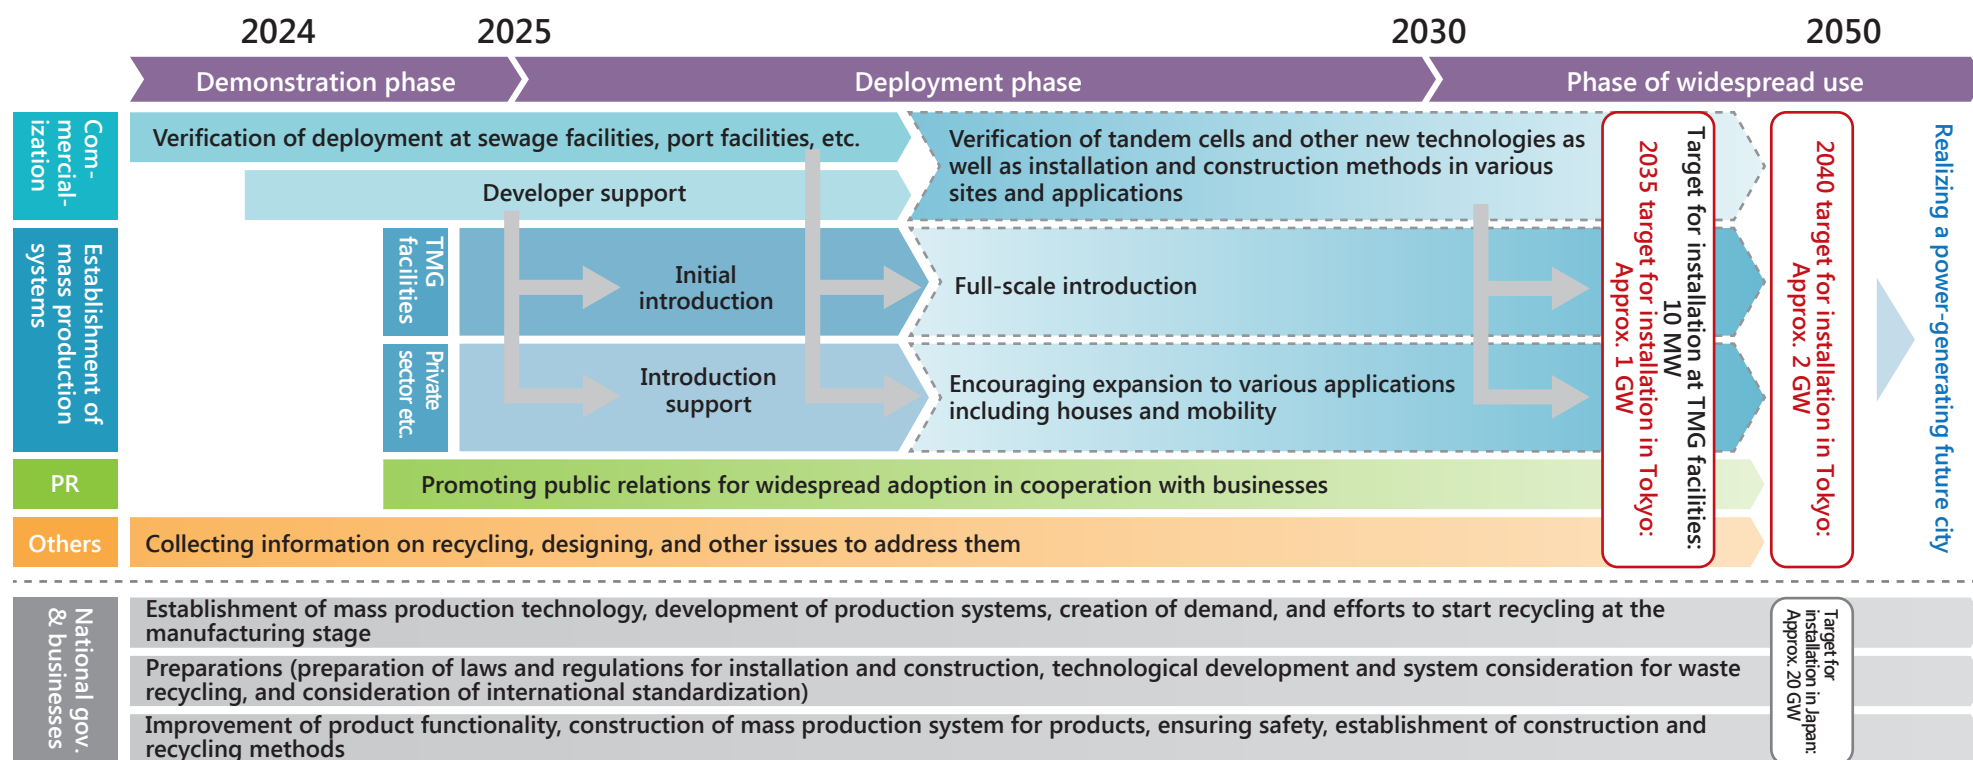 2024
2025
2030
2050
Demonstration phase
Deployment phase
Phase of widespread use
Com-
mercial-
ization
Verification of deployment at sewage facilities, port facilities, etc.
Developer support
Verification of tandem cells and other new technologies as
well as installation and construction methods in various
sites and applications
Establishment of
mass production
systems
TMG
facilities
Initial
introduction
Full-scale introduction
Private
sector etc.
Introduction
support
Encouraging expansion to various applications
including houses and mobility
PR
Promoting public relations for widespread adoption in cooperation with businesses
Others
Collecting information on recycling, designing, and other issues to address them
Target for installation at TMG facilities:
10 MW
2035 target for installation in Tokyo:
Approx. 1 GW
2040 target for installation in Tokyo:
Approx. 2 GW
Realizing a power-generating future city
National gov.
& businesses
Establishment of mass production technology, development of production systems, creation of demand, and efforts to start recycling at the
manufacturing stage
Preparations (preparation of laws and regulations for installation and construction, technological development and system consideration for waste
recycling, and consideration of international standardization)
Improvement of product functionality, construction of mass production system for products, ensuring safety, establishment of construction and
recycling methods
Target for
installation in Japan:
Approx. 20 GW